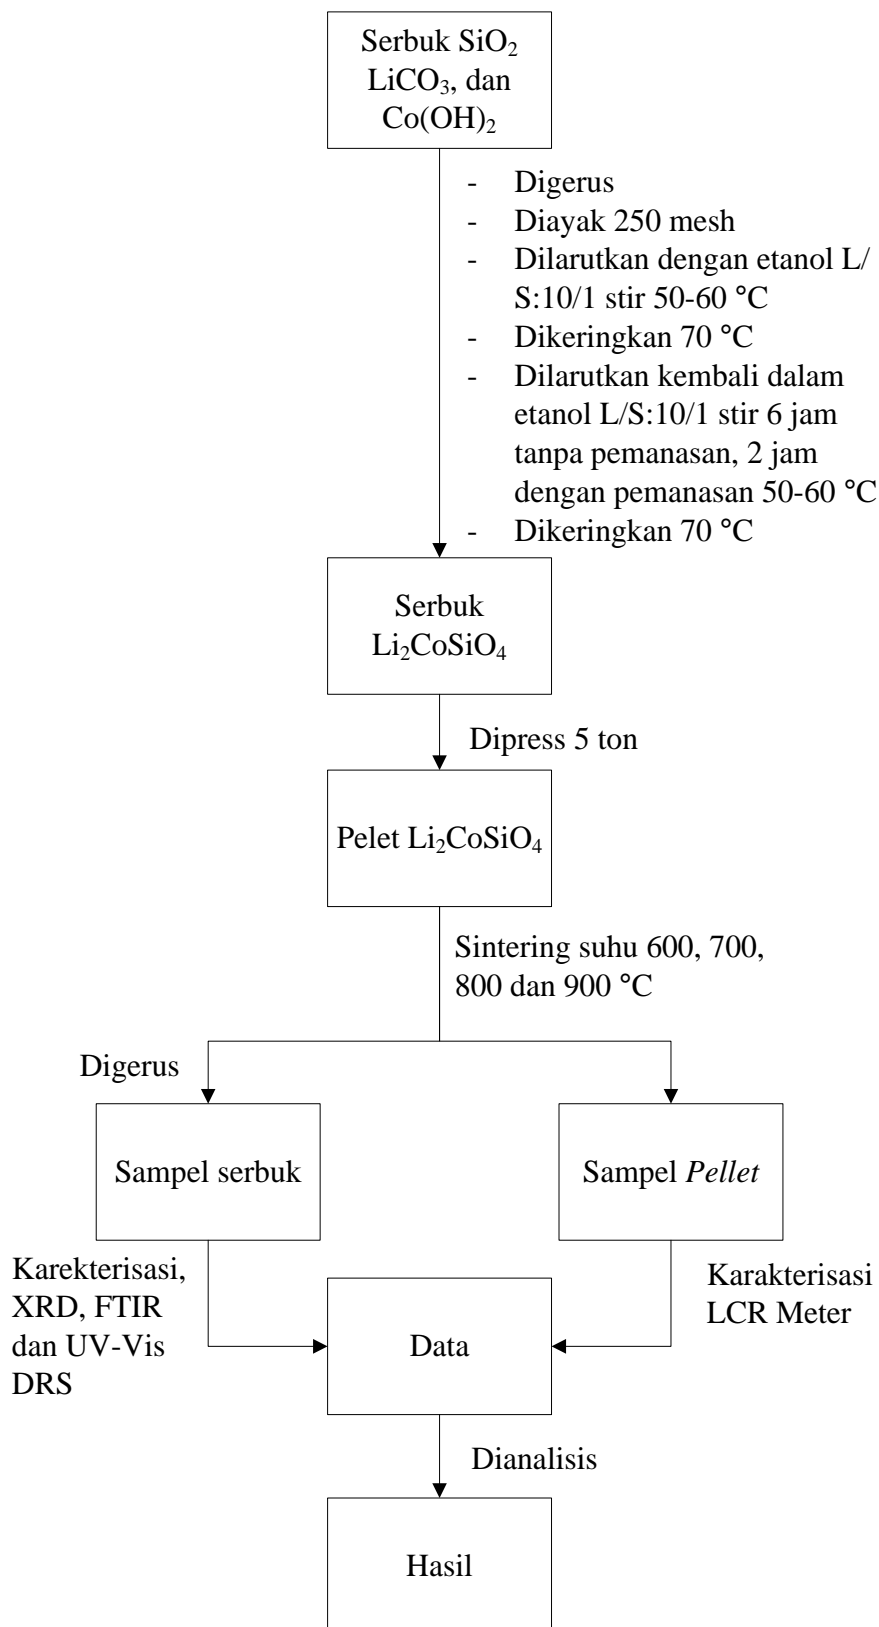 Serbuk SiO₂
LiCO₃, dan
Co(OH)₂
- Digerus
- Diayak 250 mesh
- Dilarutkan dengan etanol L/
S:10/1 stir 50-60 °C
- Dikeringkan 70 °C
- Dilarutkan kembali dalam
etanol L/S:10/1 stir 6 jam
tanpa pemanasan, 2 jam
dengan pemanasan 50-60 °C
- Dikeringkan 70 °C
Serbuk
Li₂CoSiO₄
Dipress 5 ton
Pelet Li₂CoSiO₄
Sintering suhu 600, 700,
800 dan 900 °C
Digerus
Sampel serbuk
Sampel Pellet
Karekterisasi,
XRD, FTIR
dan UV-Vis
DRS
Karakterisasi
LCR Meter
Data
Dianalisis
Hasil